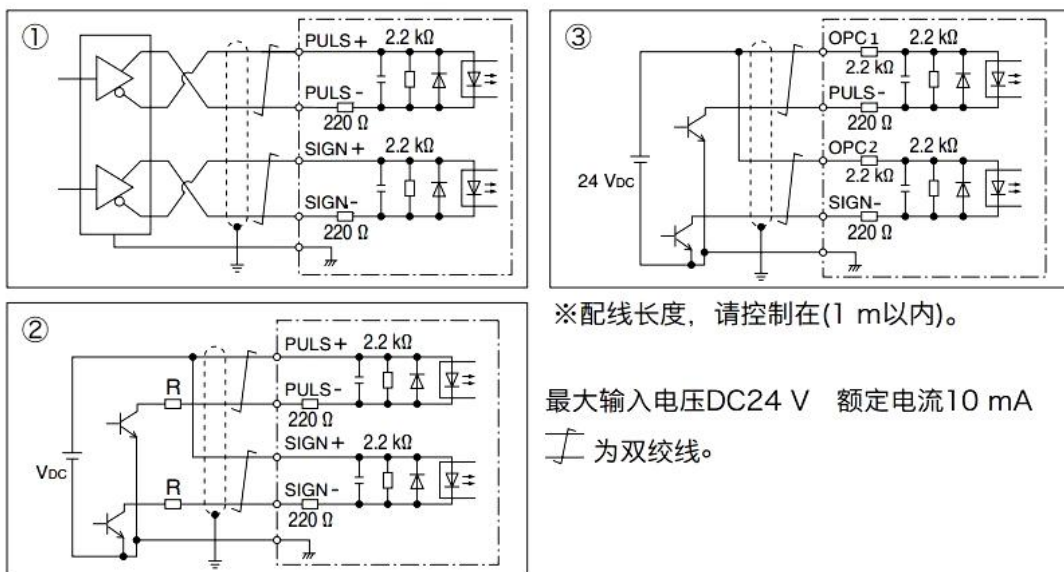 ①
PULS+ 2.2 kΩ
PULS-
220 Ω
SIGN+ 2.2 kΩ
SIGN-
220 Ω
②
PULS+ 2.2 kΩ
R
PULS-
220 Ω
SIGN+ 2.2 kΩ
VDC
R
SIGN-
220 Ω
③
OPC1 2.2 kΩ
2.2 kΩ
PULS-
220 Ω
OPC2 2.2 kΩ
2.2 kΩ
24 VDC
SIGN-
220 Ω
※配线长度，请控制在(1 m以内)。
最大输入电压DC24 V 额定电流10 mA
为双绞线。